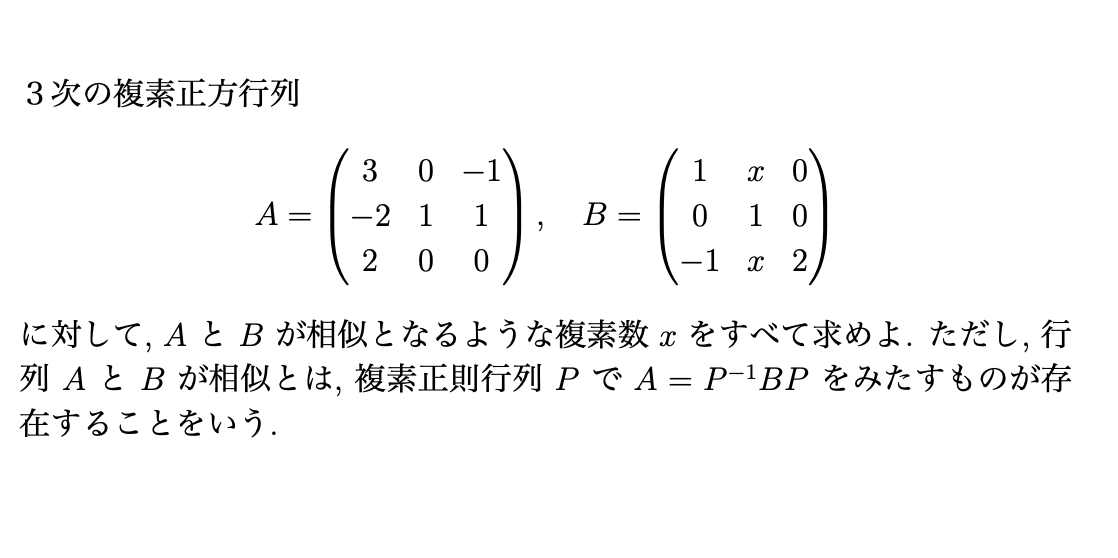 3 次の複素正方行列
A = \begin{pmatrix} 3 & 0 & -1 \\ -2 & 1 & 1 \\ 2 & 0 & 0 \end{pmatrix}, B = \begin{pmatrix} 1 & x & 0 \\ 0 & 1 & 0 \\ -1 & x & 2 \end{pmatrix}
に対して, A と B が相似となるような複素数 x をすべて求めよ. ただし, 行
列 A と B が相似とは, 複素正則行列 P で A = P^{-1}BP をみたすものが存
在することをいう.